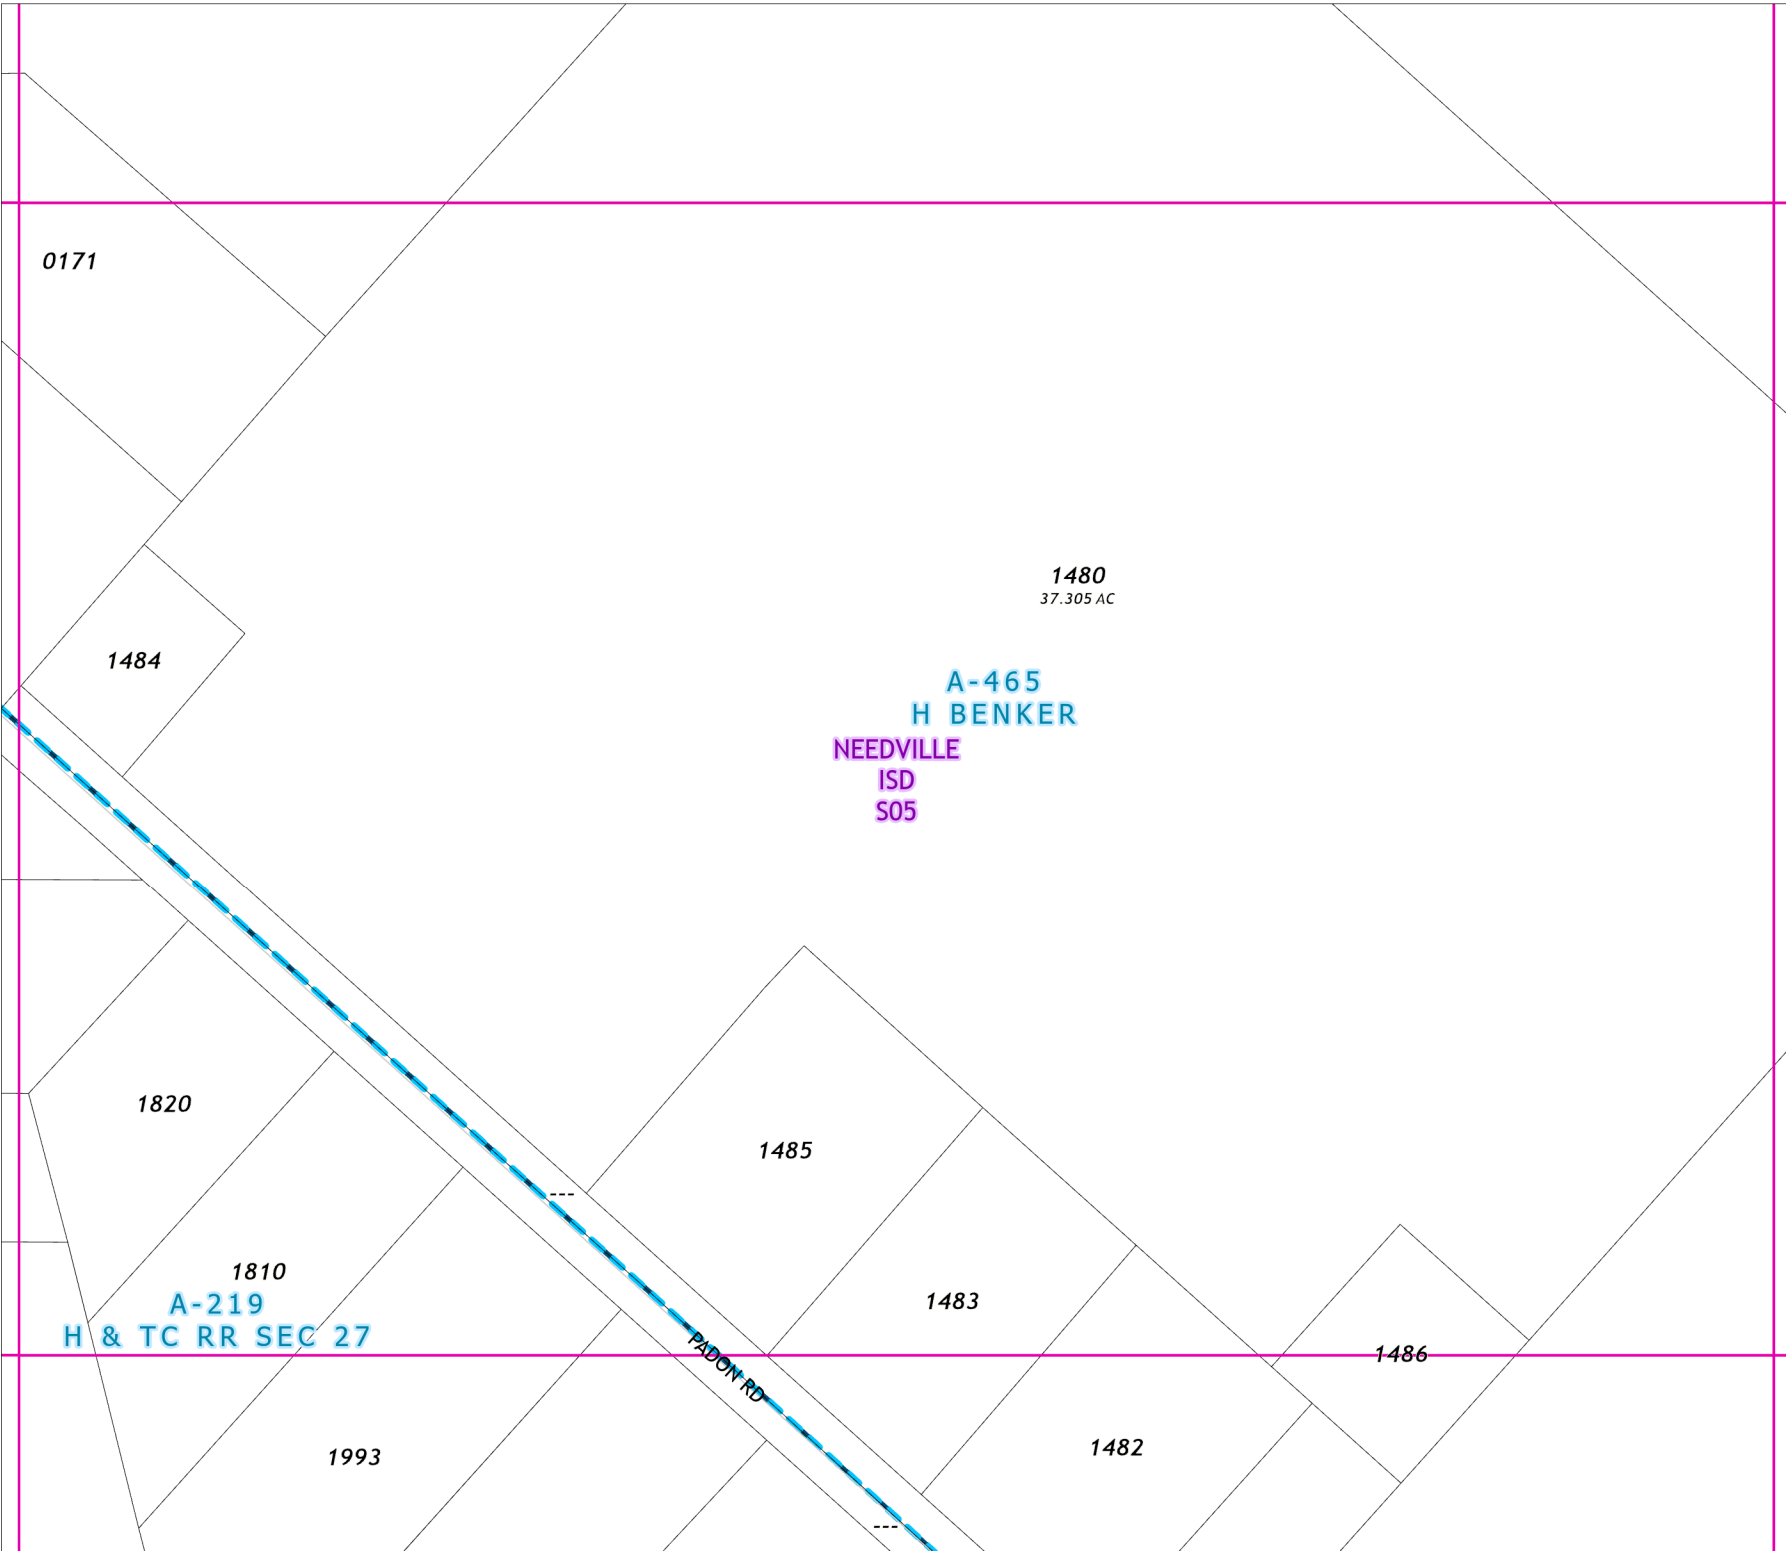 0171
1480
37.305 AC
1484
A-465
H BENKER
NEEDVILLE
ISD
S05
1820
1485
1810
A-219
H & TC RR SEC 27
1483
1486
PADON RD
1993
1482